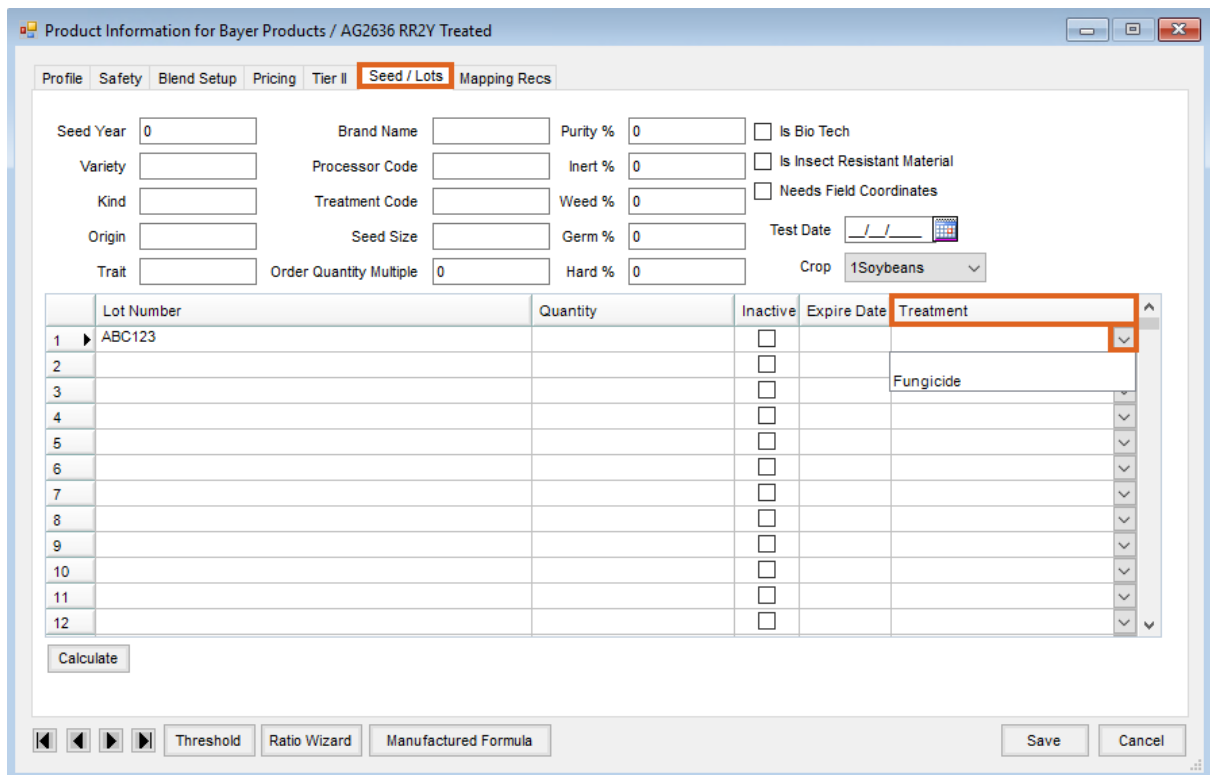 Product Information for Bayer Products / AG2636 RR2Y Treated
Profile Safety Blend Setup Pricing Tier II Seed / Lots Mapping Recs
Seed Year 0 Brand Name Purity % 0 Is Bio Tech
Variety Processor Code Inert % 0 Is Insect Resistant Material
Kind Treatment Code Weed % 0 Needs Field Coordinates
Origin Seed Size Germ % 0 Test Date __/__/____
Trait Order Quantity Multiple 0 Hard % 0 Crop 1Soybeans
Lot Number Quantity Inactive Expire Date Treatment
1 ABC123
2
Fungicide
3
4
5
6
7
8
9
10
11
12
Calculate
Threshold Ratio Wizard Manufactured Formula Save Cancel